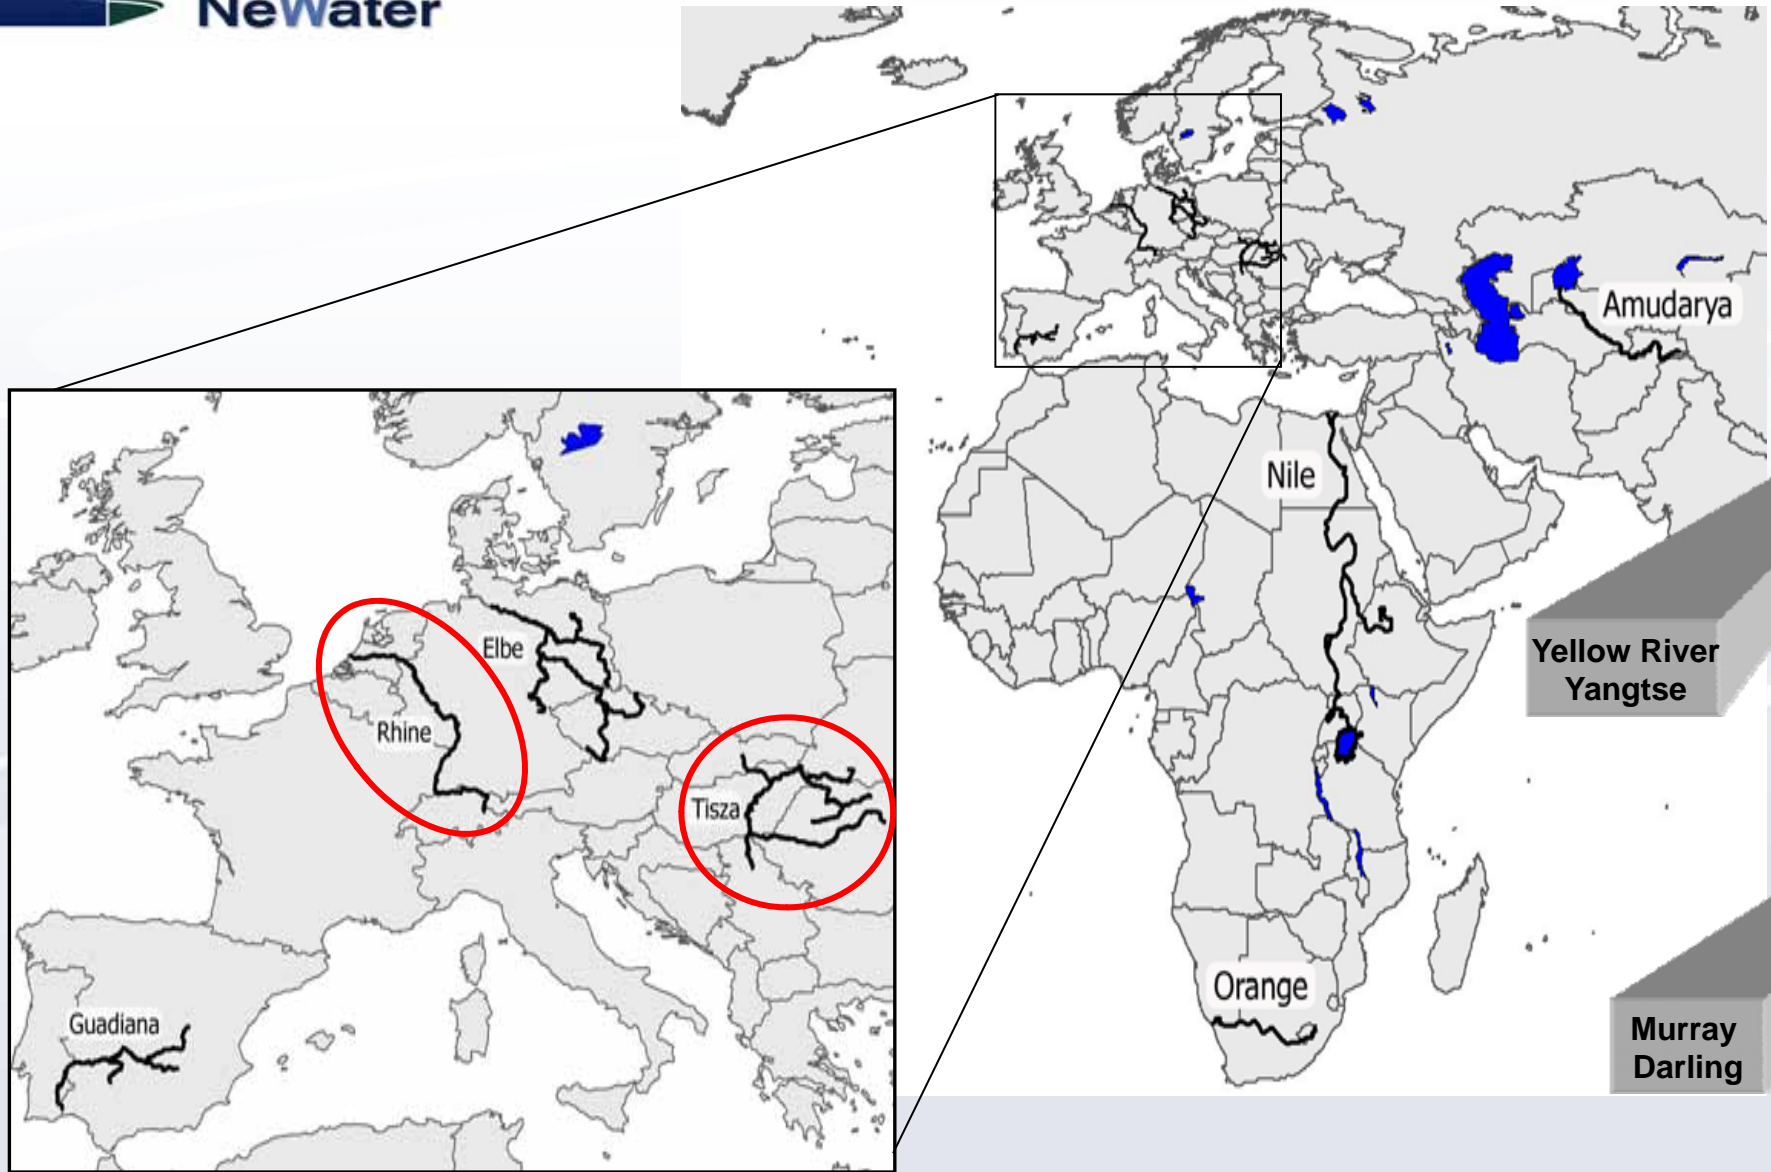 NeWater
Amudarya
Nile
Yellow River
Yangtse
Elbe
Rhine
Tisza
Guadiana
Orange
Murray
Darling